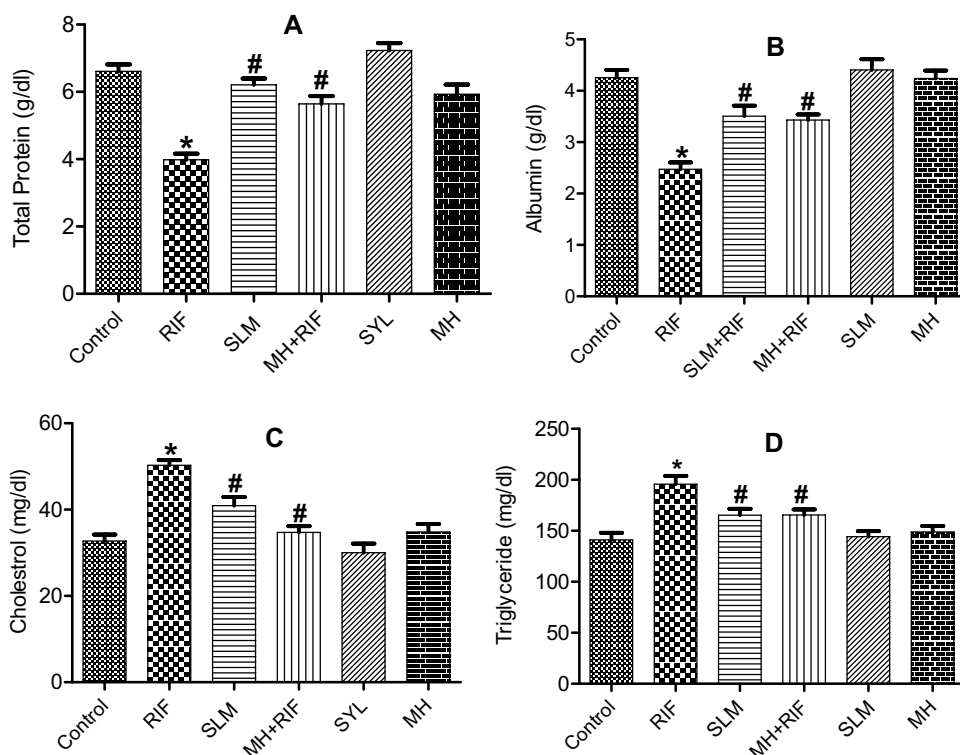 A
Total Protein (g/dl)
8
6
4
2
0
*
#
#
Control
RIF
SLM
MH+RIF
SYL
MH
B
Albumin (g/dl)
5
4
3
2
1
0
*
#
#
Control
RIF
SLM+RIF
MH+RIF
SLM
MH
C
Cholestrol (mg/dl)
60
40
20
0
*
#
#
Control
RIF
SLM
MH+RIF
SYL
MH
D
Triglyceride (mg/dl)
250
200
150
100
50
0
*
#
#
Control
RIF
SLM
MH+RIF
SLM
MH